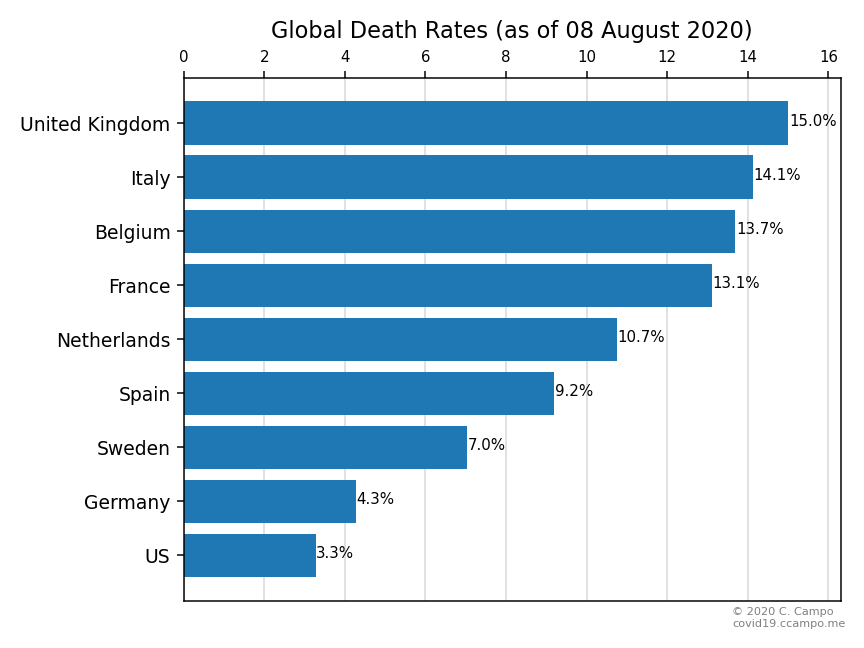 Global Death Rates (as of 08 August 2020)
0 2 4 6 8 10 12 14 16
United Kingdom 15.0%
Italy 14.1%
Belgium 13.7%
France 13.1%
Netherlands 10.7%
Spain 9.2%
Sweden 7.0%
Germany 4.3%
US 3.3%
© 2020 C. Campo
covid19.ccampo.me